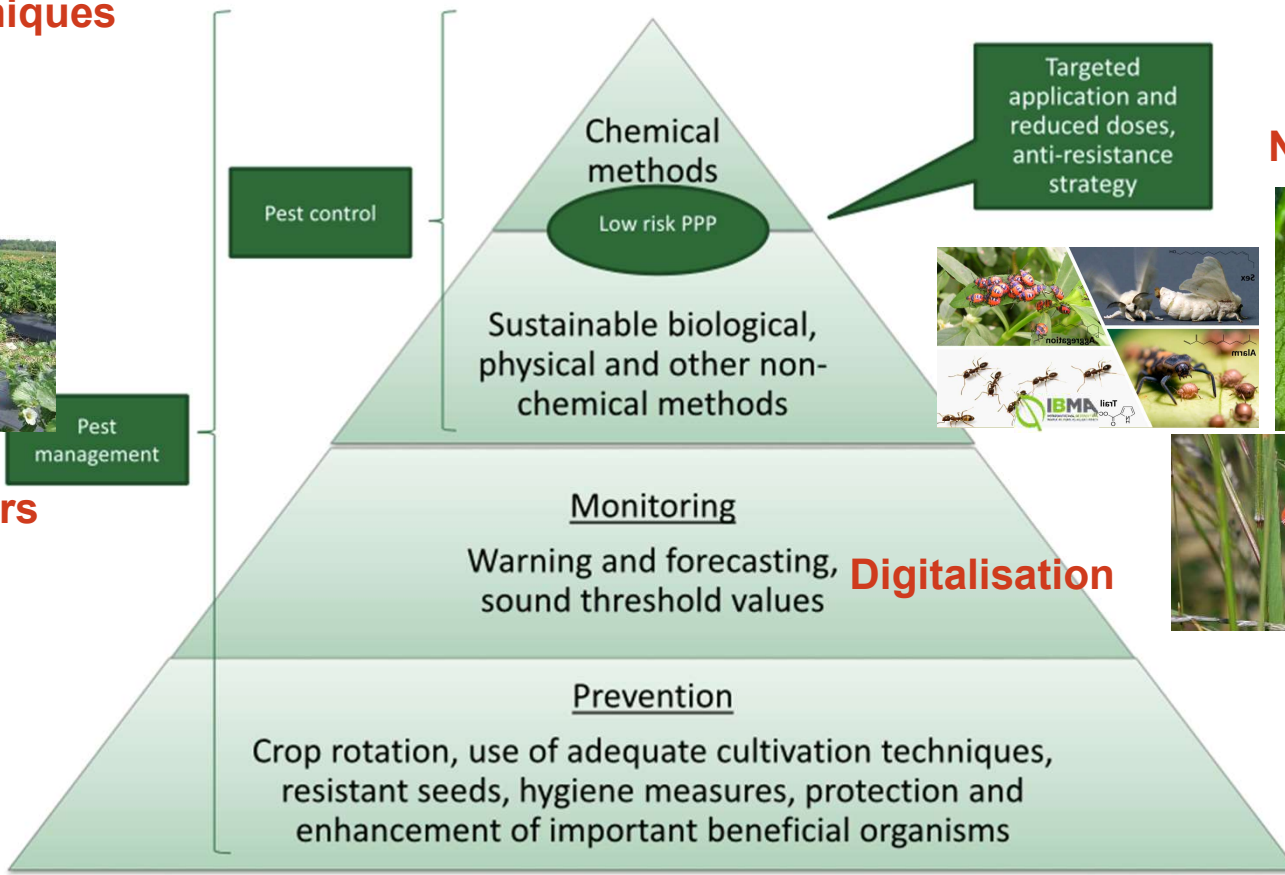 niques
Chemical
methods
Low risk PPP
Pest control
Targeted
application and
reduced doses,
anti-resistance
strategy
N
Sustainable biological,
physical and other non-
chemical methods
Sex
Aggregation
Alarm
Trail
IBMA
Pest
management
rs
Monitoring
Warning and forecasting,
sound threshold values
Digitalisation
Prevention
Crop rotation, use of adequate cultivation techniques,
resistant seeds, hygiene measures, protection and
enhancement of important beneficial organisms